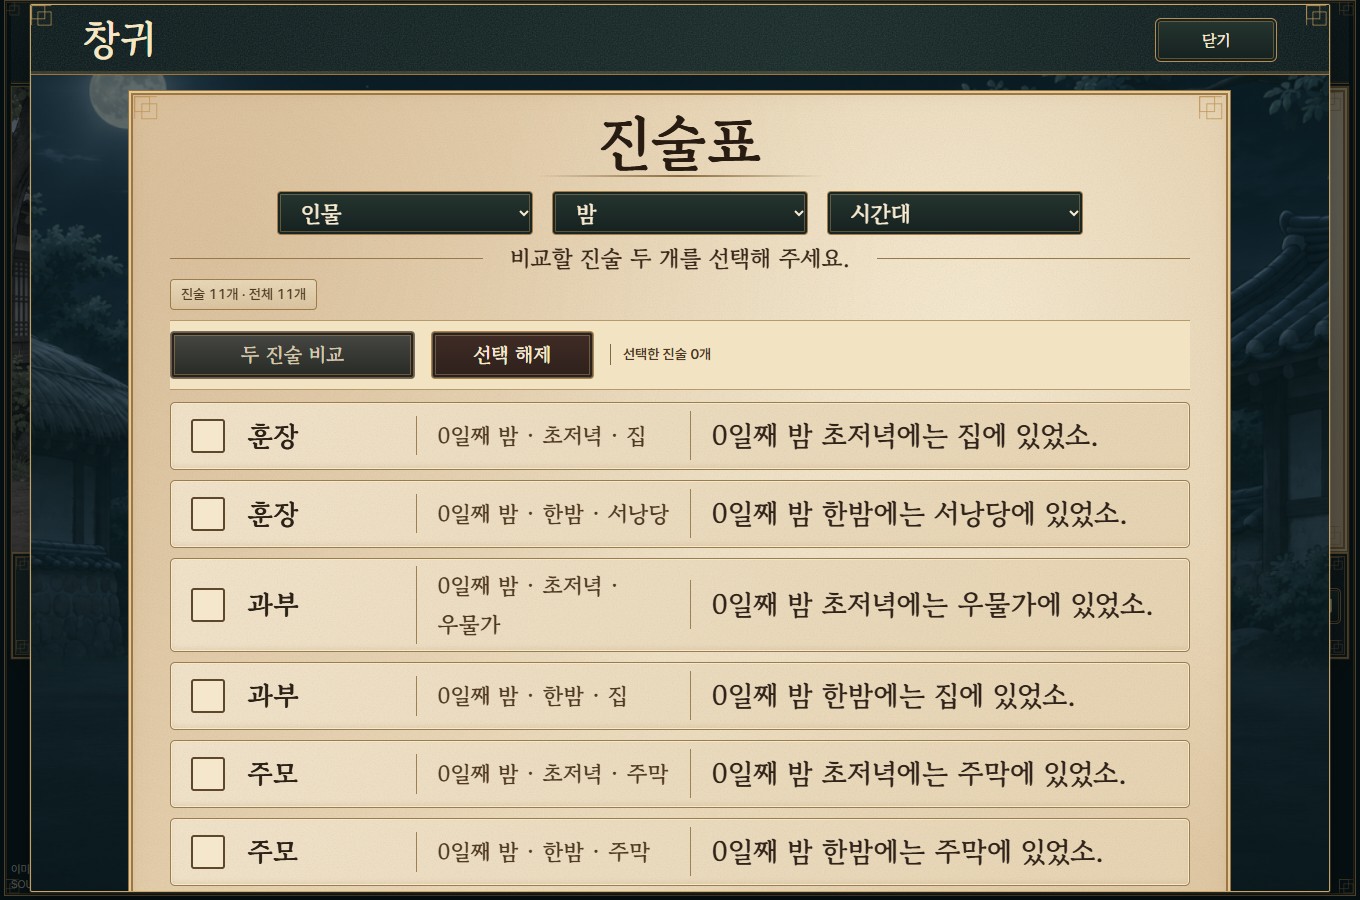 창귀
닫기
진술표
인물
밤
시간대
비교할 진술 두 개를 선택해 주세요.
진술 11개 · 전체 11개
두 진술 비교
선택 해제
선택한 진술 0개
훈장
0일째 밤 · 초저녁 · 집
0일째 밤 초저녁에는 집에 있었소.
훈장
0일째 밤 · 한밤 · 서낭당
0일째 밤 한밤에는 서낭당에 있었소.
과부
0일째 밤 · 초저녁 ·
우물가
0일째 밤 초저녁에는 우물가에 있었소.
과부
0일째 밤 · 한밤 · 집
0일째 밤 한밤에는 집에 있었소.
주모
0일째 밤 · 초저녁 · 주막
0일째 밤 초저녁에는 주막에 있었소.
주모
0일째 밤 · 한밤 · 주막
0일째 밤 한밤에는 주막에 있었소.